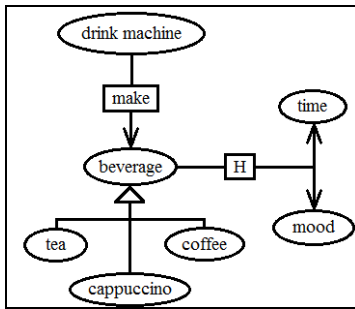 drink machine
make
time
beverage
H
mood
tea
coffee
cappuccino